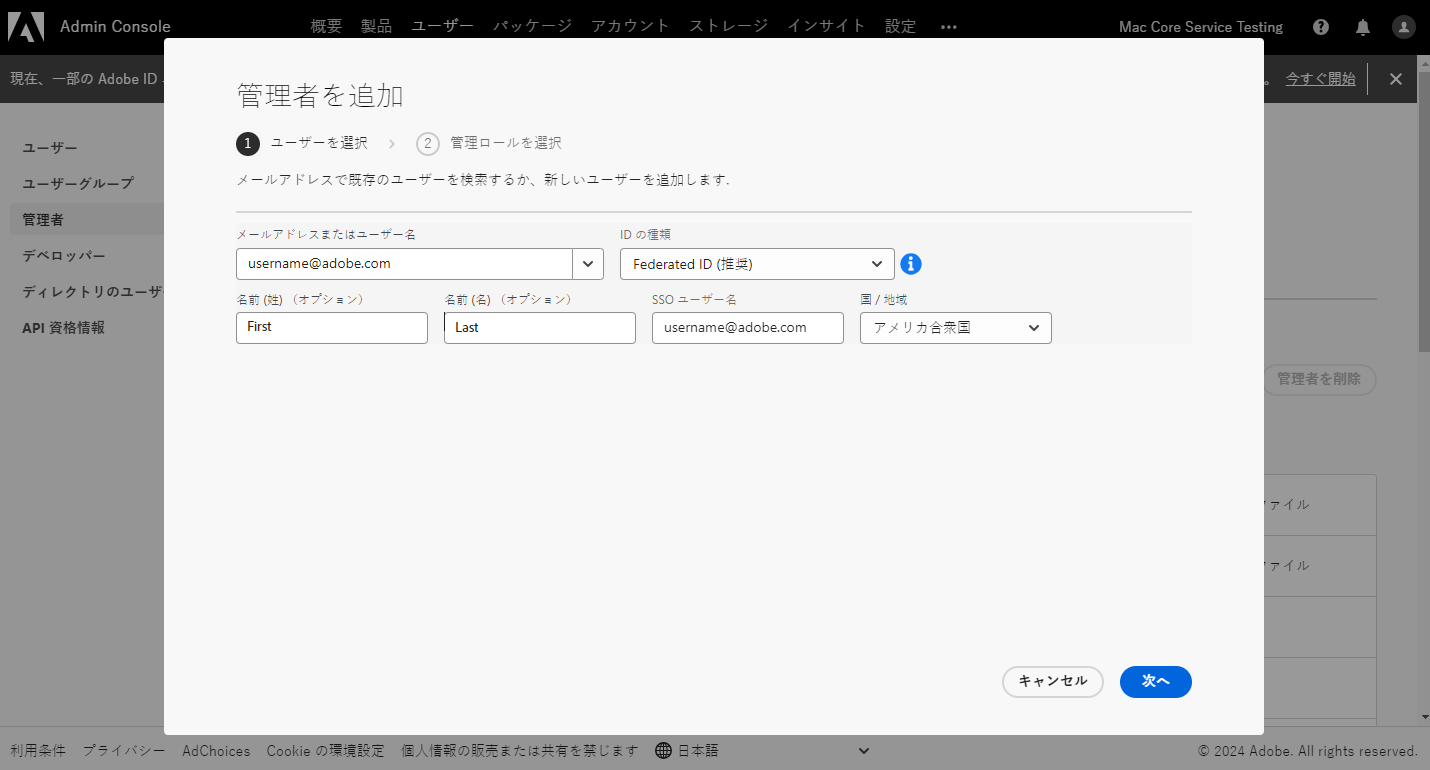 Admin Console 概要 製品 ユーザー パッケージ アカウント ストレージ インサイト 設定 ••• Mac Core Service Testing
現在、一部の Adobe ID
。 今すぐ開始
管理者を追加
1 ユーザーを選択 2 管理ロールを選択
メールアドレスで既存のユーザーを検索するか、新しいユーザーを追加します.
ユーザー
ユーザーグループ
管理者
デベロッパー
ディレクトリのユーザ
API 資格情報
メールアドレスまたはユーザー名 ID の種類
username@adobe.com Federated ID (推奨)
名前 (姓) (オプション) 名前 (名) (オプション) SSO ユーザー名 国 / 地域
First Last username@adobe.com アメリカ合衆国
管理者を削除
ファイル
ファイル
キャンセル 次へ
利用条件 プライバシー AdChoices Cookie の環境設定 個人情報の販売または共有を禁じます 日本語 © 2024 Adobe. All rights reserved.